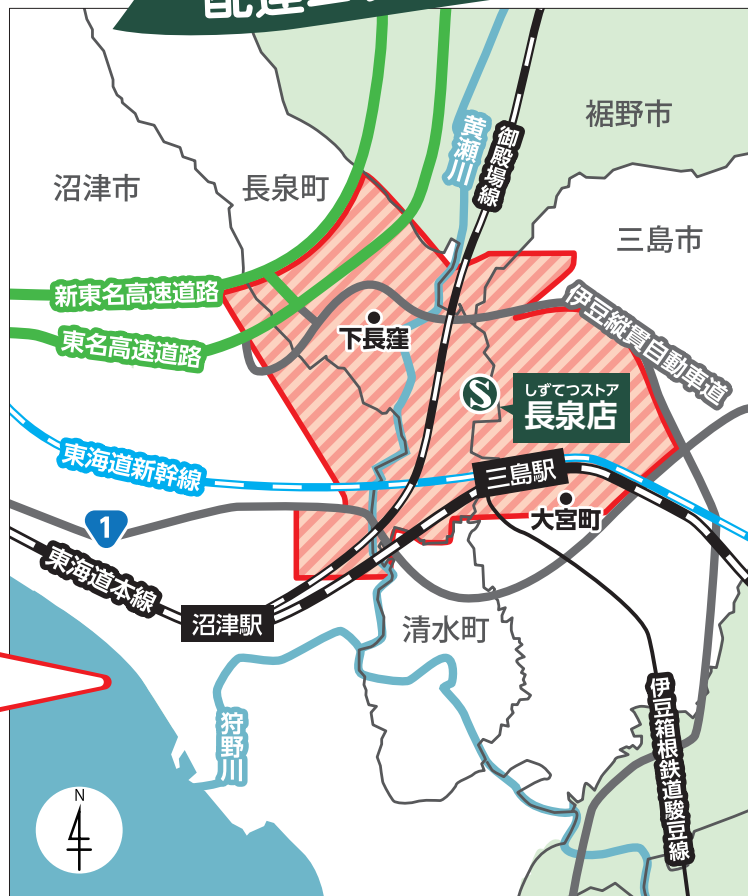 裾野市
黄瀬川
御殿場線
沼津市
長泉町
三島市
新東名高速道路
伊豆縦貫自動車道
下長窪
東名高速道路
S
しずてつストア
長泉店
東海道新幹線
三島駅
大宮町
1
東海道本線
沼津駅
清水町
伊豆箱根鉄道駿豆線
狩野川
N